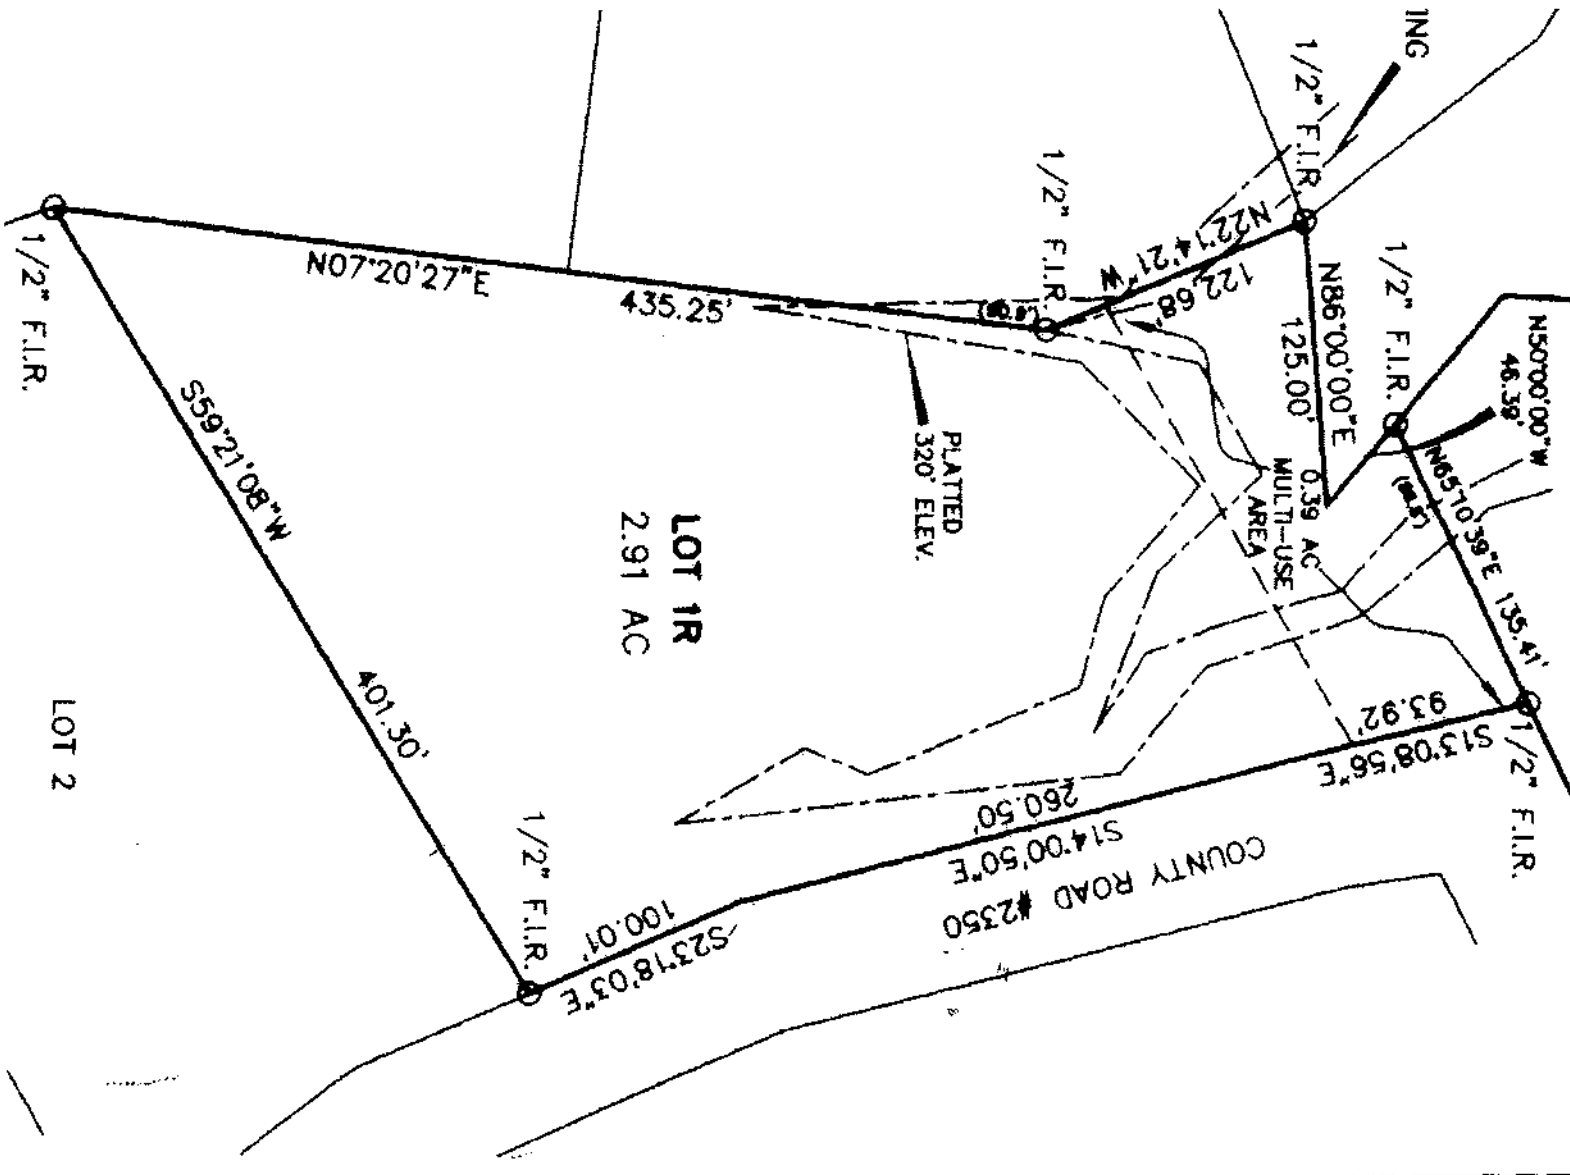 ING
1/2" F.I.R.
1/2" F.I.R.
1/2" F.I.R.
N22°14'21"W
122.68'
N86°00'00"E
125.00'
N50°00'00"W
46.39'
N65°10'39"E 135.41'
0.39 AC
MULTI-USE
AREA
N07°20'27"E
435.25'
PLATTED
320' ELEV.
LOT 1R
2.91 AC
93.92'
S13°08'56"E
1/2" F.I.R.
260.50'
S14°00'50"E
COUNTY ROAD #2350
100.01'
S23°18'03"E
1/2" F.I.R.
S59°21'08"W
401.30'
1/2" F.I.R.
LOT 2